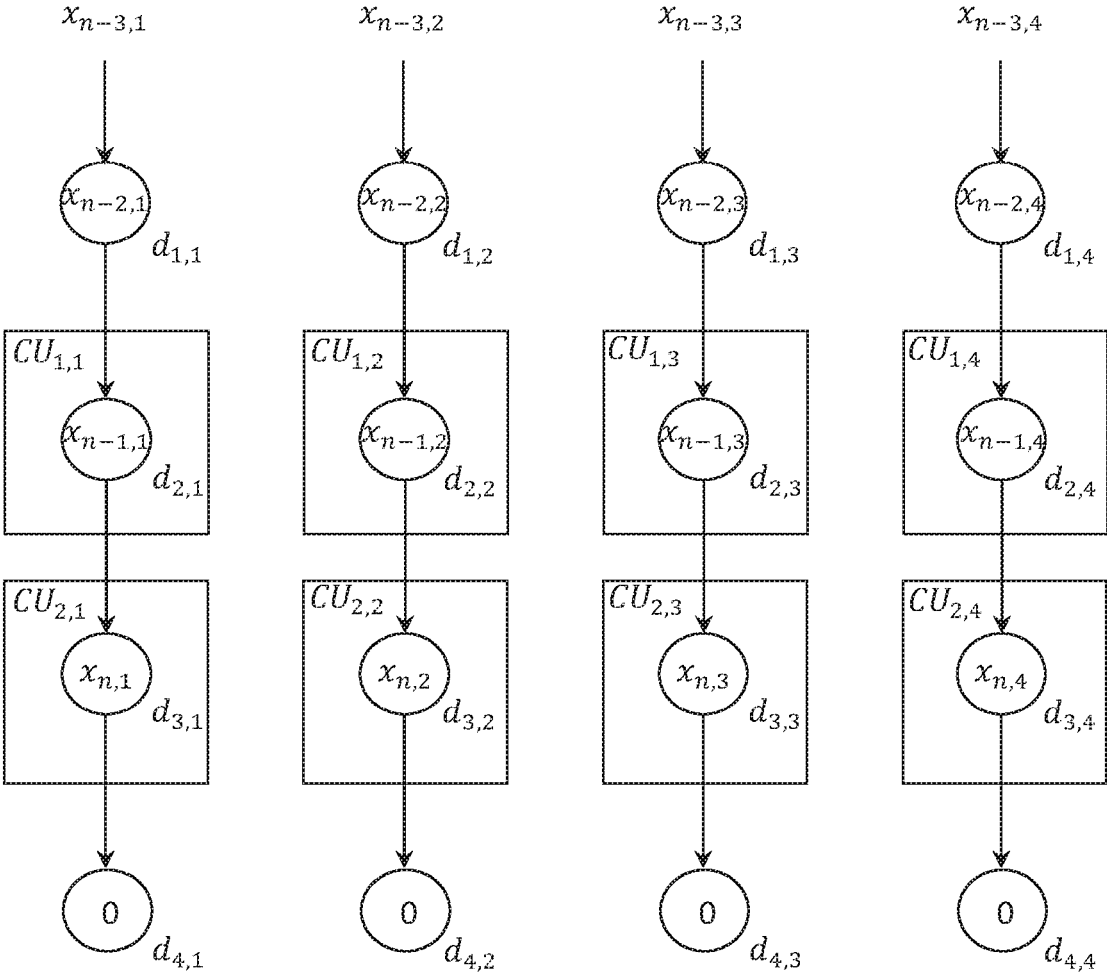 x_{n−3,1} x_{n−3,2} x_{n−3,3} x_{n−3,4}
x_{n−2,1} x_{n−2,2} x_{n−2,3} x_{n−2,4}
d_{1,1} d_{1,2} d_{1,3} d_{1,4}
CU_{1,1} CU_{1,2} CU_{1,3} CU_{1,4}
x_{n−1,1} x_{n−1,2} x_{n−1,3} x_{n−1,4}
d_{2,1} d_{2,2} d_{2,3} d_{2,4}
CU_{2,1} CU_{2,2} CU_{2,3} CU_{2,4}
x_{n,1} x_{n,2} x_{n,3} x_{n,4}
d_{3,1} d_{3,2} d_{3,3} d_{3,4}
0 0 0 0
d_{4,1} d_{4,2} d_{4,3} d_{4,4}